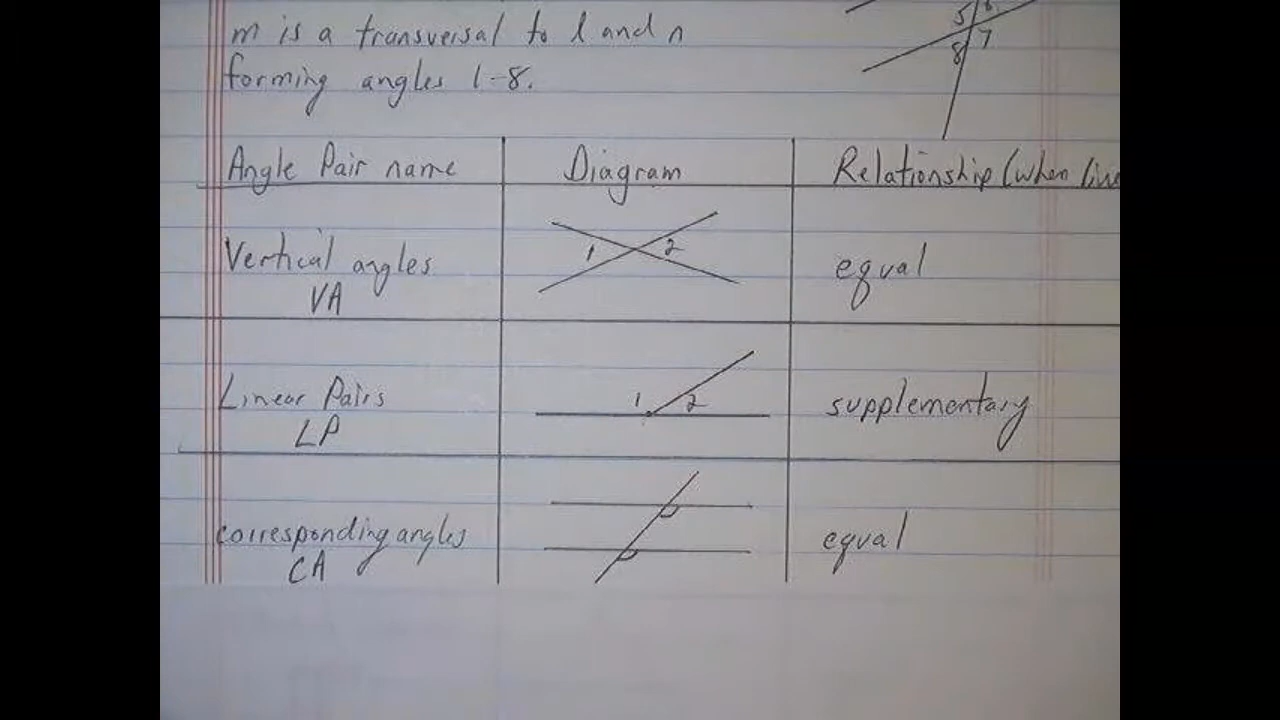 m is a transversal to l and n
forming angles 1-8.
5 6
8 7
Angle Pair name Diagram Relationship (when
Vertical angles 1 2 equal
VA
Linear Pairs 1 2 supplementary
LP
corresponding angles equal
CA